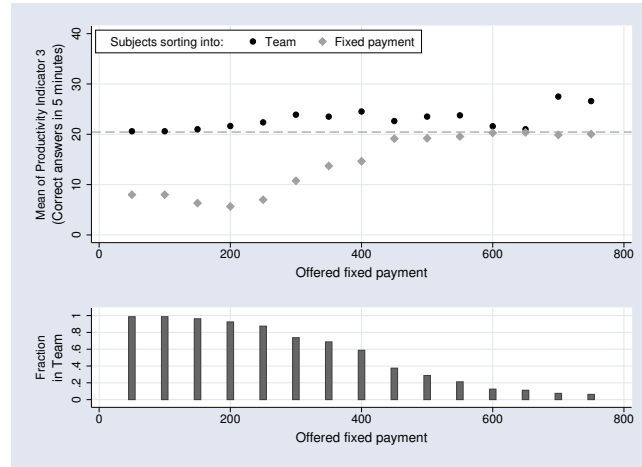 Subjects sorting into: Team Fixed payment
Mean of Productivity Indicator 3
(Correct answers in 5 minutes)
40
30
20
10
0
0 200 400 600 800
Offered fixed payment
Fraction
in Team
1
.8
.6
.4
.2
0
0 200 400 600 800
Offered fixed payment